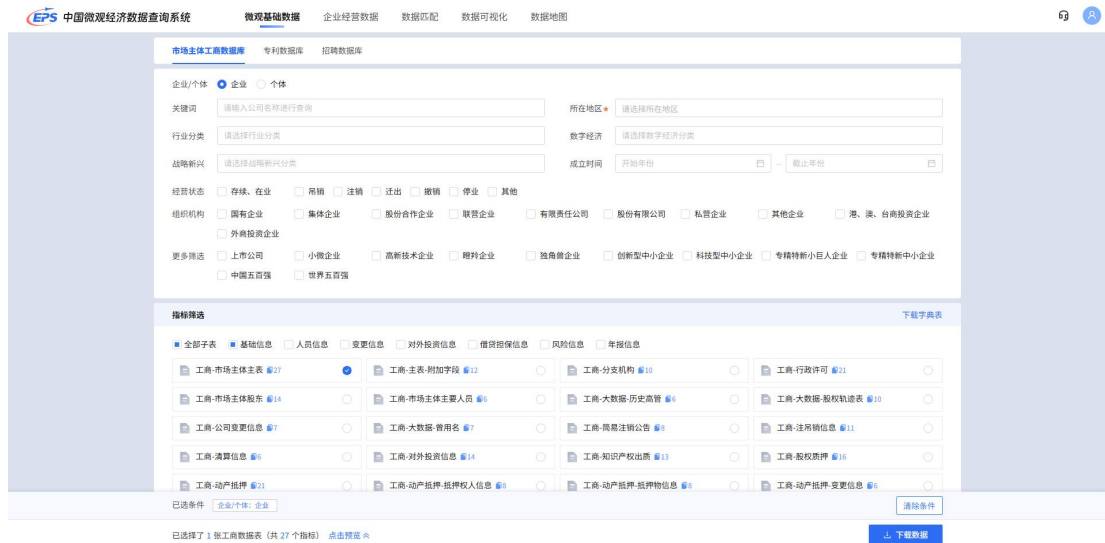 EPS 中国微观经济数据查询系统 微观基础数据 企业经营数据 数据匹配 数据可视化 数据地图
市场主体工商数据库 专利数据库 招聘数据库
企业/个体 企业 个体
关键词 请输入公司名称进行查询 所在地区* 请选择所在地区
行业分类 请选择行业分类 数字经济 请选择数字经济分类
战略新兴 请选择战略新兴分类 成立时间 开始年份 ~ 截止年份
经营状态 存续、在业 吊销 注销 迁出 撤销 停业 其他
组织机构 国有企业 集体企业 股份合作企业 联营企业 有限责任公司 股份有限公司 私营企业 其他企业 港、澳、台商投资企业
外商投资企业
更多筛选 上市公司 小微企业 高新技术企业 瞪羚企业 独角兽企业 创新型中小企业 科技型中小企业 专精特新小巨人企业 专精特新中小企业
中国五百强 世界五百强
指标筛选 下载字典表
全部子表 基础信息 人员信息 变更信息 对外投资信息 借贷担保信息 风险信息 年报信息
工商-市场主体主表 27 工商-主表-附加字段 12 工商-分支机构 10 工商-行政许可 21
工商-市场主体股东 14 工商-市场主体主要人员 6 工商-大数据-历史高管 6 工商-大数据-股权轨迹表 10
工商-公司变更信息 7 工商-大数据-曾用名 7 工商-简易注销公告 8 工商-注吊销信息 11
工商-清算信息 6 工商-对外投资信息 14 工商-知识产权出质 13 工商-股权质押 16
工商-动产抵押 21 工商-动产抵押-抵押权人信息 8 工商-动产抵押-抵押物信息 8 工商-动产抵押-变更信息 6
已选条件 企业/个体：企业 清除条件
已选择了 1 张工商数据表（共 27 个指标） 点击预览 下载数据